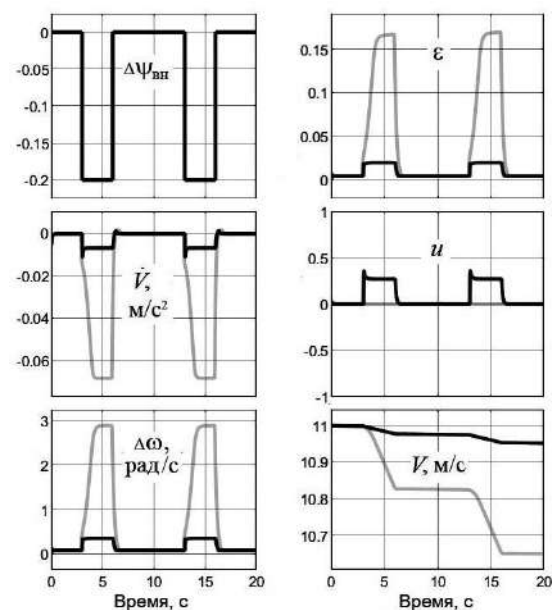 0
-0.05
-0.1
-0.15
-0.2
Δψвн
0.15
0.1
0.05
0
ε
0
-0.02
-0.04
-0.06
V̇,
м/с²
1
0.5
0
-0.5
-1
u
3
2
1
0
Δω,
рад/с
0 5 10 15 20
Время, с
11
10.9
10.8
10.7
V, м/с
0 5 10 15 20
Время, с